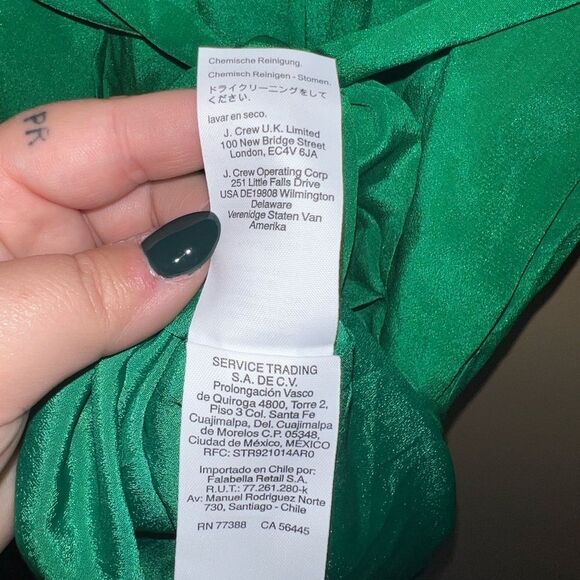 PR
Chemische Reinigung.
Chemisch Reinigen - Stomen.
ドライクリーニングをして
ください.
lavar en seco.
J. Crew U.K. Limited
100 New Bridge Street
London, EC4V 6JA
J. Crew Operating Corp
251 Little Falls Drive
USA DE19808 Wilmington
Delaware
Verenidge Staten Van
Amerika
SERVICE TRADING
S.A. DE C.V.
Prolongación Vasco
de Quiroga 4800, Torre 2,
Piso 3 Col. Santa Fe
Cuajimalpa, Del. Cuajimalpa
de Morelos C.P. 05348,
Ciudad de México, MÉXICO
RFC: STR921014AR0
Importado en Chile por:
Falabella Retail S.A.
R.U.T.: 77.261.280-k
Av: Manuel Rodriguez Norte
730, Santiago - Chile
RN 77388 CA 56445